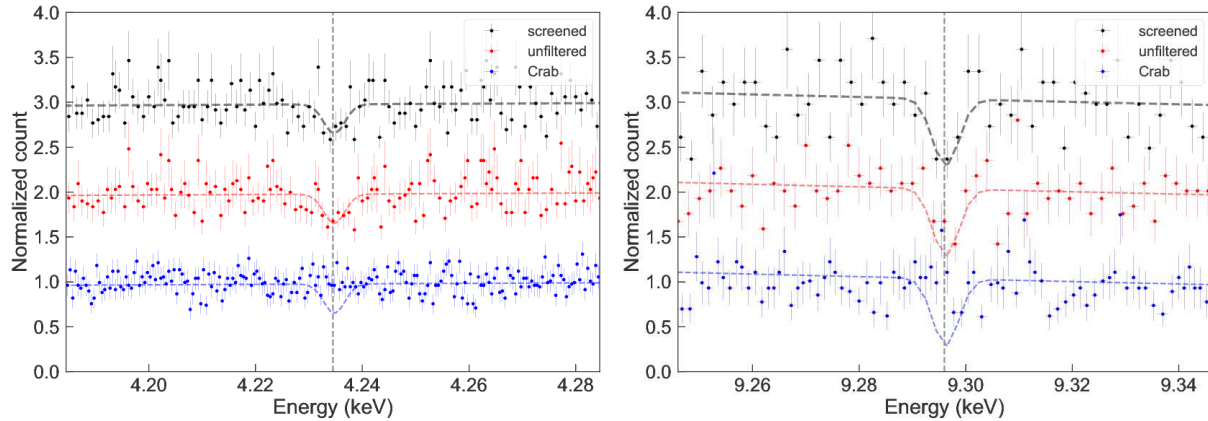 4.0
3.5
3.0
2.5
2.0
1.5
1.0
0.5
0.0
Normalized count
screened
unfiltered
Crab
4.20
4.22
4.24
4.26
4.28
Energy (keV)
4.0
3.5
3.0
2.5
2.0
1.5
1.0
0.5
0.0
Normalized count
screened
unfiltered
Crab
9.26
9.28
9.30
9.32
9.34
Energy (keV)